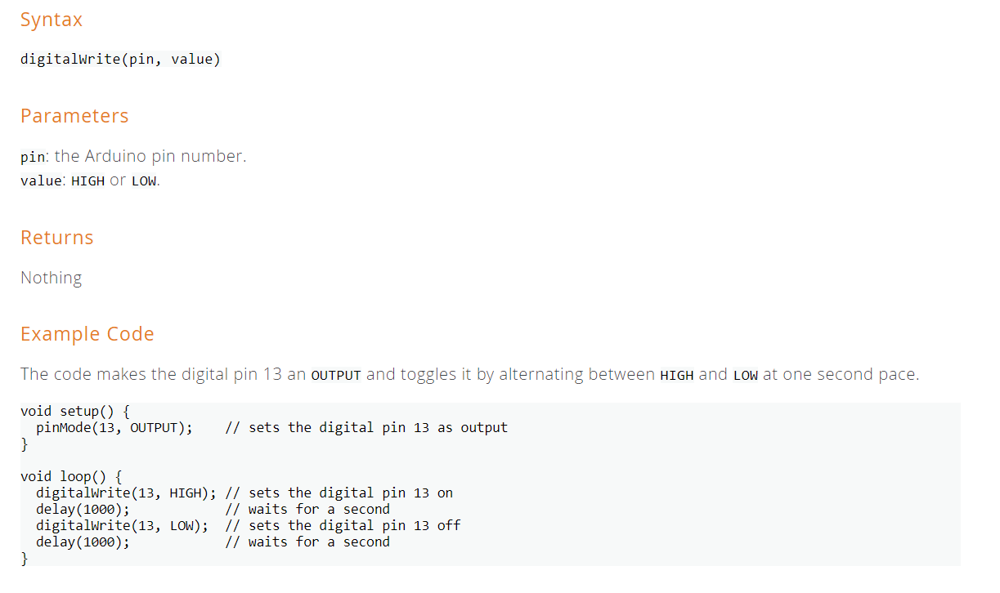 Syntax
digitalWrite(pin, value)
Parameters
pin: the Arduino pin number.
value: HIGH or LOW.
Returns
Nothing
Example Code
The code makes the digital pin 13 an OUTPUT and toggles it by alternating between HIGH and LOW at one second pace.
void setup() {
  pinMode(13, OUTPUT);    // sets the digital pin 13 as output
}
void loop() {
  digitalWrite(13, HIGH); // sets the digital pin 13 on
  delay(1000);            // waits for a second
  digitalWrite(13, LOW);  // sets the digital pin 13 off
  delay(1000);            // waits for a second
}